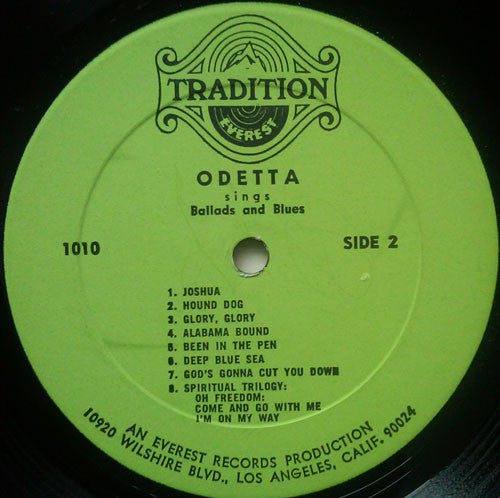 TRADITION
EVEREST
ODETTA
sings
Ballads and Blues
1010
SIDE 2
1. JOSHUA
2. HOUND DOG
3. GLORY, GLORY
4. ALABAMA BOUND
5. BEEN IN THE PEN
6. DEEP BLUE SEA
7. GOD'S GONNA CUT YOU DOWN
8. SPIRITUAL TRILOGY:
OH FREEDOM:
COME AND GO WITH ME
I'M ON MY WAY
AN EVEREST RECORDS PRODUCTION
10920 WILSHIRE BLVD., LOS ANGELES, CALIF. 90024